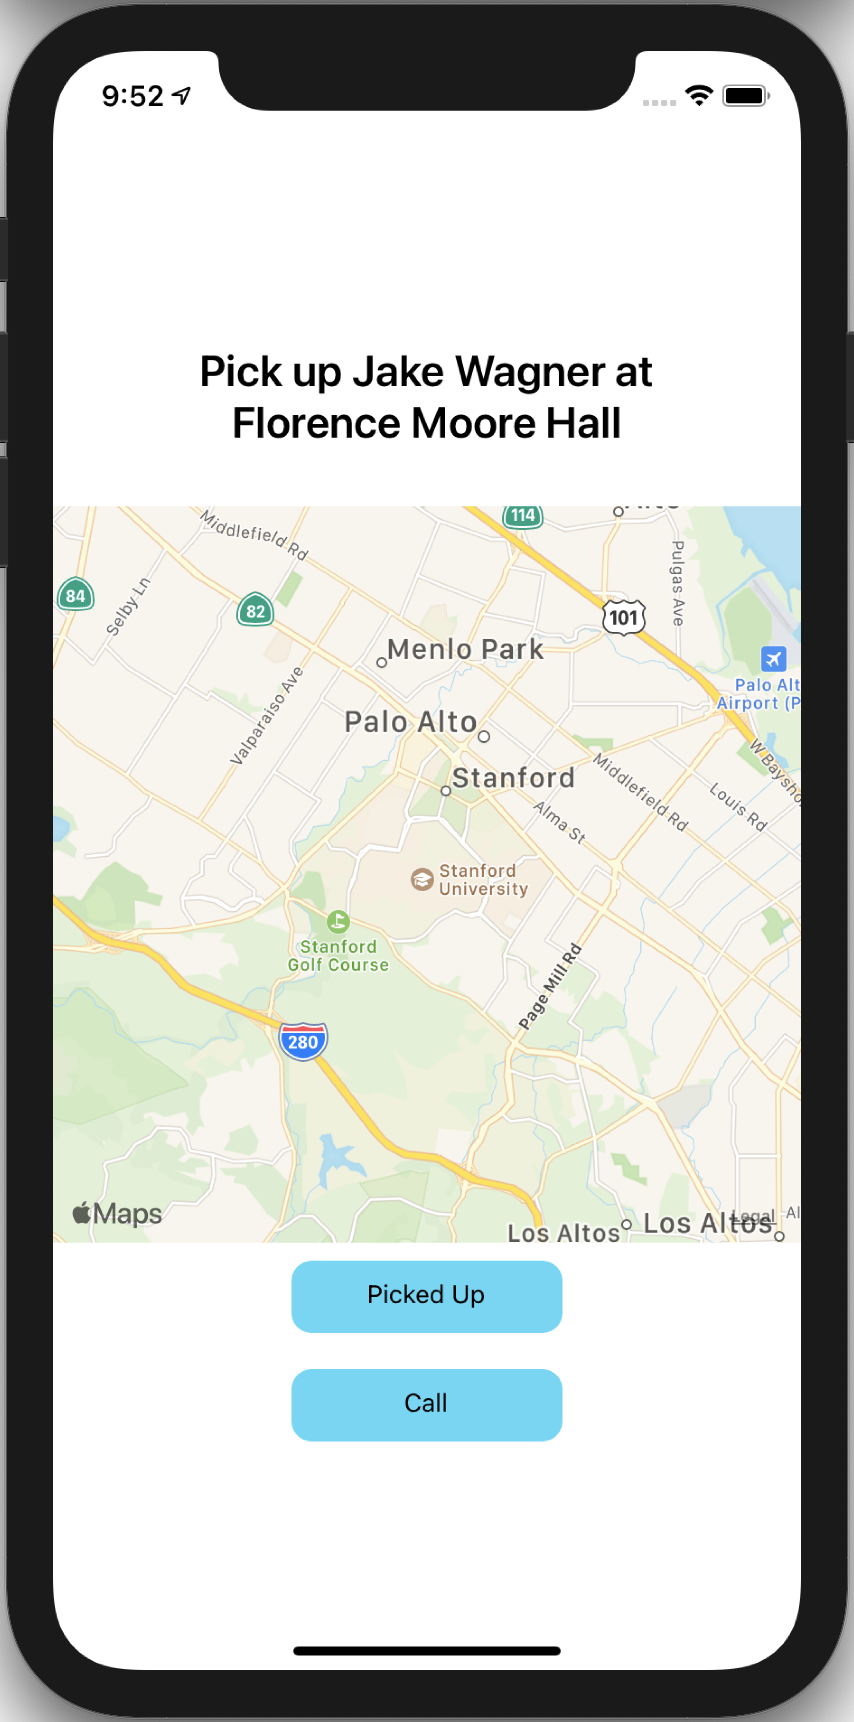 9:52
Pick up Jake Wagner at
Florence Moore Hall
114
Middlefield Rd
Pulgas Ave
84
Selby Ln
82
101
Menlo Park
Palo Alt
Airport (P
Valparaiso Ave
Palo Alto
Stanford
W Baysho
Middlefield Rd
Louis Rd
Alma St
Stanford
University
Stanford
Golf Course
Page Mill Rd
280
Maps
Los Altos
Los Altos
Legal
Al
Picked Up
Call